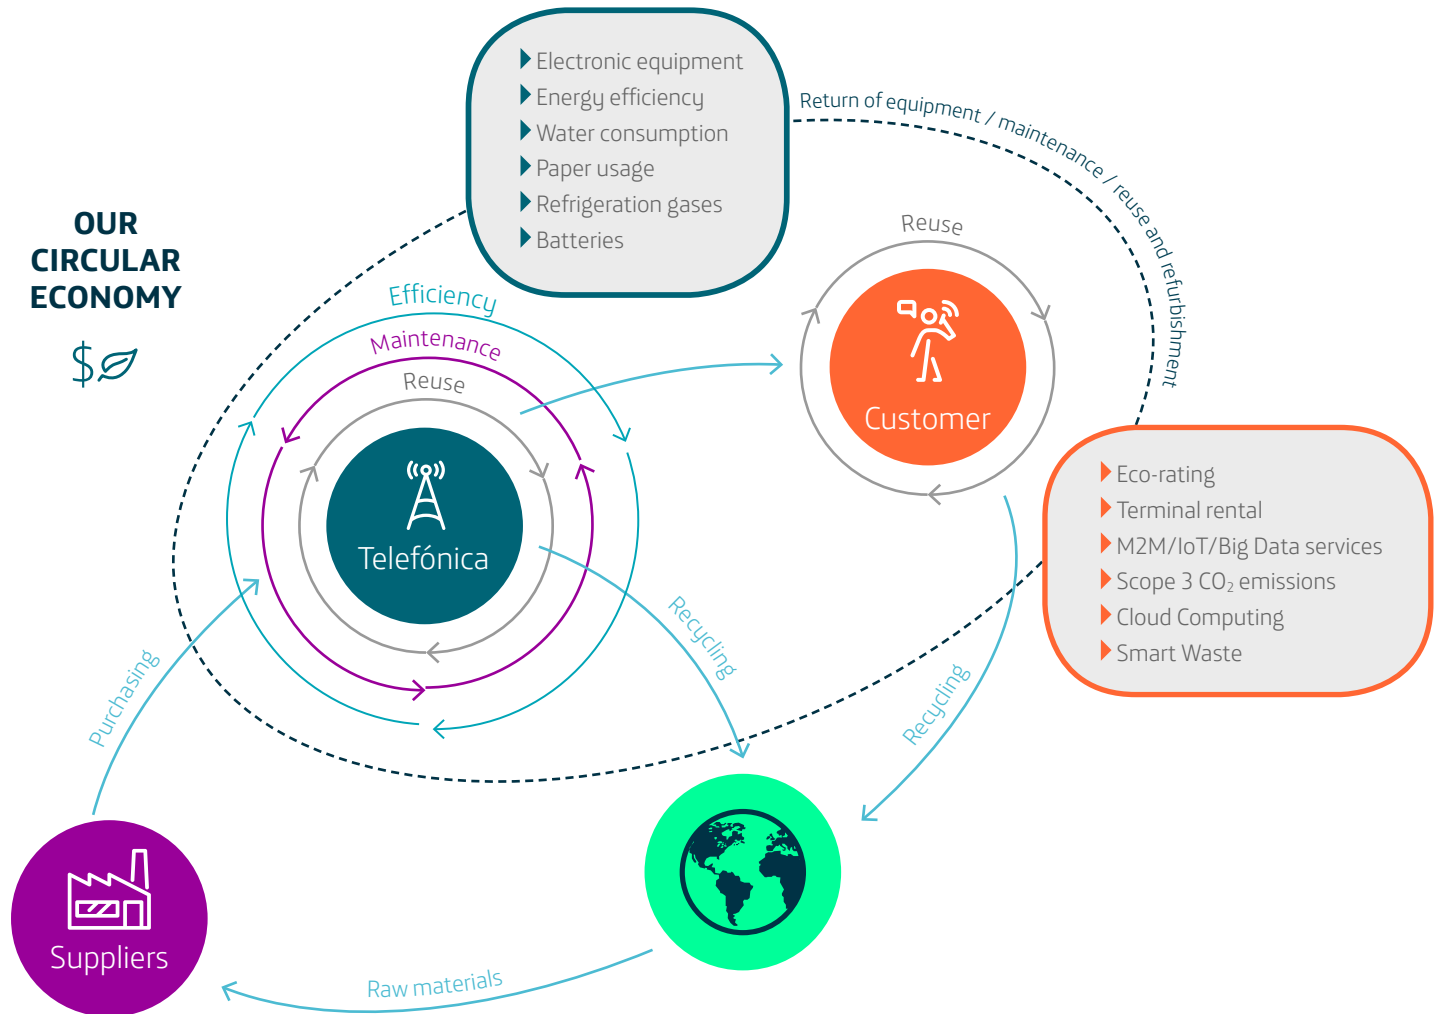 OUR
CIRCULAR
ECONOMY
$
Electronic equipment
Energy efficiency
Water consumption
Paper usage
Refrigeration gases
Batteries
Return of equipment / maintenance / reuse and refurbishment
Reuse
Customer
Efficiency
Maintenance
Reuse
Telefónica
Eco-rating
Terminal rental
M2M/IoT/Big Data services
Scope 3 CO₂ emissions
Cloud Computing
Smart Waste
Purchasing
Recycling
Recycling
Suppliers
Raw materials